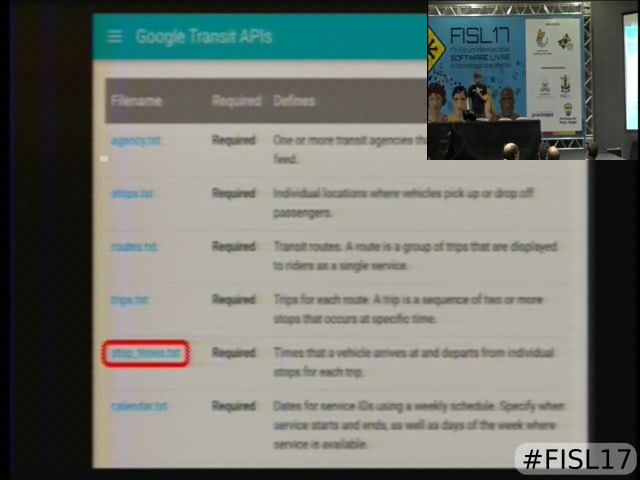 Google Transit APIs
Filename Required Defines
agency.txt Required One or more transit agencies
feed.
stops.txt Required Individual locations where vehicles pick up or drop off
passengers.
routes.txt Required Transit routes. A route is a group of trips that are displayed
to riders as a single service.
trips.txt Required Trips for each route. A trip is a sequence of two or more
stops that occurs at specific time.
stop_times.txt Required Times that a vehicle arrives at and departs from individual
stops for each trip.
calendar.txt Required Dates for service IDs using a weekly schedule. Specify when
service starts and ends, as well as days of the week where
service is available.
FISL17
SOFTWARE LIVRE
#FISL17